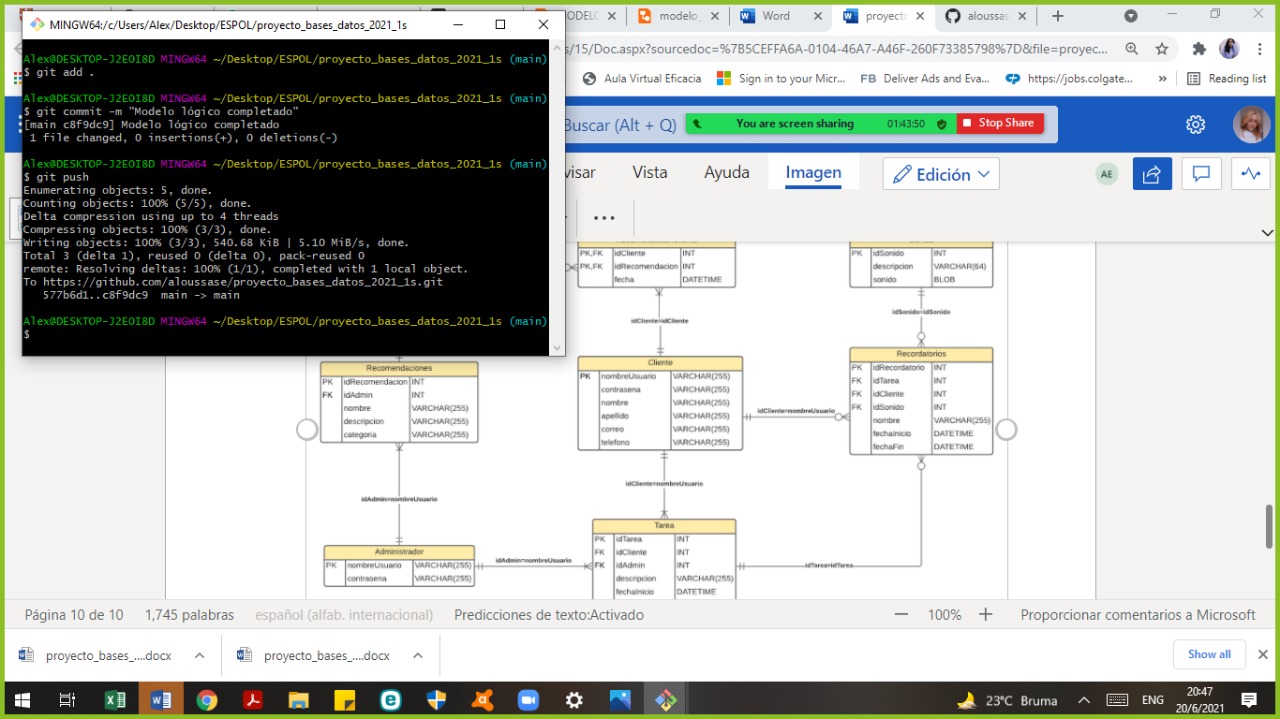 MINGW64:/c/Users/Alex/Desktop/ESPOL/proyecto_bases_datos_2021_1s
Alex@DESKTOP-J2EOI8D MINGW64 ~/Desktop/ESPOL/proyecto_bases_datos_2021_1s (main)
$ git add .
Alex@DESKTOP-J2EOI8D MINGW64 ~/Desktop/ESPOL/proyecto_bases_datos_2021_1s (main)
$ git commit -m "Modelo lógico completado"
[main c8f9dc9] Modelo lógico completado
1 file changed, 0 insertions(+), 0 deletions(-)
Alex@DESKTOP-J2EOI8D MINGW64 ~/Desktop/ESPOL/proyecto_bases_datos_2021_1s (main)
$ git push
Enumerating objects: 5, done.
Counting objects: 100% (5/5), done.
Delta compression using up to 4 threads
Compressing objects: 100% (3/3), done.
Writing objects: 100% (3/3), 540.68 KiB | 5.10 MiB/s, done.
Total 3 (delta 1), reused 0 (delta 0), pack-reused 0
remote: Resolving deltas: 100% (1/1), completed with 1 local object.
To https://github.com/aloussase/proyecto_bases_datos_2021_1s.git
577b6d1..c8f9dc9 main -> main
Alex@DESKTOP-J2EOI8D MINGW64 ~/Desktop/ESPOL/proyecto_bases_datos_2021_1s (main)
$
modelo_
Word
proyecto
aloussas
s/15/Doc.aspx?sourcedoc=%7B5CEFFA6A-0104-46A7-A46F-260F73385798%7D&file=proyec...
Aula Virtual Eficacia
Sign in to your Micr...
FB Deliver Ads and Eva...
https://jobs.colgate...
»
Reading list
Buscar (Alt + Q)
You are screen sharing
01:43:50
Stop Share
visar
Vista
Ayuda
Imagen
Edición
AE
PK,FK idCliente INT
PK,FK idRecomendacion INT
fecha DATETIME
PK idSonido INT
descripcion VARCHAR(64)
sonido BLOB
idCliente=idCliente
idSonido=idSonido
Recomendaciones
PK idRecomendacion INT
FK idAdmin INT
nombre VARCHAR(255)
descripcion VARCHAR(255)
categoria VARCHAR(255)
Cliente
PK nombreUsuario VARCHAR(255)
contrasena VARCHAR(255)
nombre VARCHAR(255)
apellido VARCHAR(255)
correo VARCHAR(255)
telefono VARCHAR(255)
idCliente=nombreUsuario
Recordatorios
PK idRecordatorio INT
FK idTarea INT
FK idCliente INT
FK idSonido INT
nombre VARCHAR(255)
fechaInicio DATETIME
fechaFin DATETIME
idAdmin=nombreUsuario
idCliente=nombreUsuario
Administrador
PK nombreUsuario VARCHAR(255)
contrasena VARCHAR(255)
idAdmin=nombreUsuario
Tarea
PK idTarea INT
FK idCliente INT
FK idAdmin INT
descripcion VARCHAR(255)
fechaInicio DATETIME
idTarea=idTarea
Página 10 de 10
1,745 palabras
español (alfab. internacional)
Predicciones de texto:Activado
100%
Proporcionar comentarios a Microsoft
proyecto_bases_....docx
proyecto_bases_....docx
Show all
23°C Bruma
ENG
20:47
20/6/2021